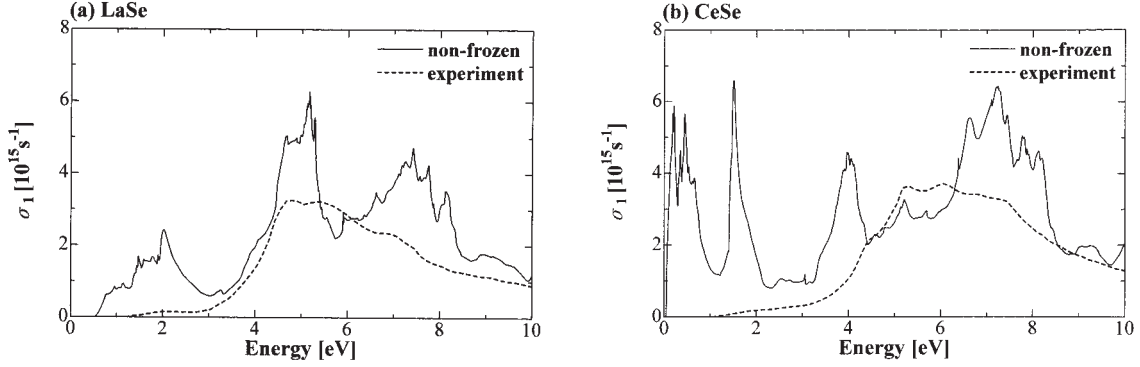 (a) LaSe
8
6
4
2
0
σ1 [10^15 s^-1]
non-frozen
experiment
0 2 4 6 8 10
Energy [eV]
(b) CeSe
8
6
4
2
0
σ1 [10^15 s^-1]
non-frozen
experiment
0 2 4 6 8 10
Energy [eV]